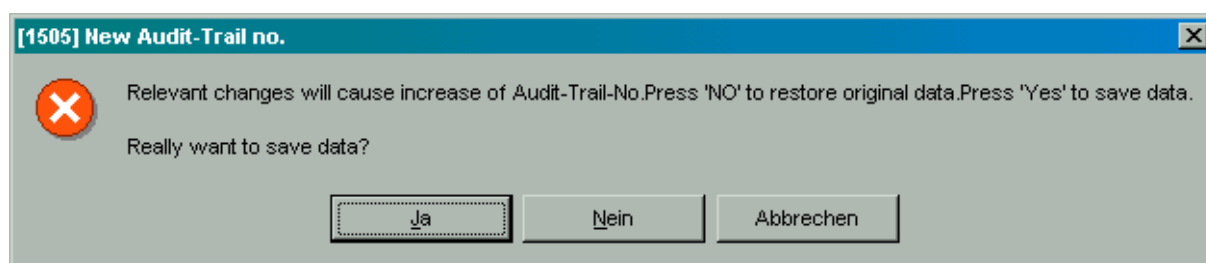 [1505] New Audit-Trail no.
Relevant changes will cause increase of Audit-Trail-No.Press 'NO' to restore original data.Press 'Yes' to save data.
Really want to save data?
Ja
Nein
Abbrechen